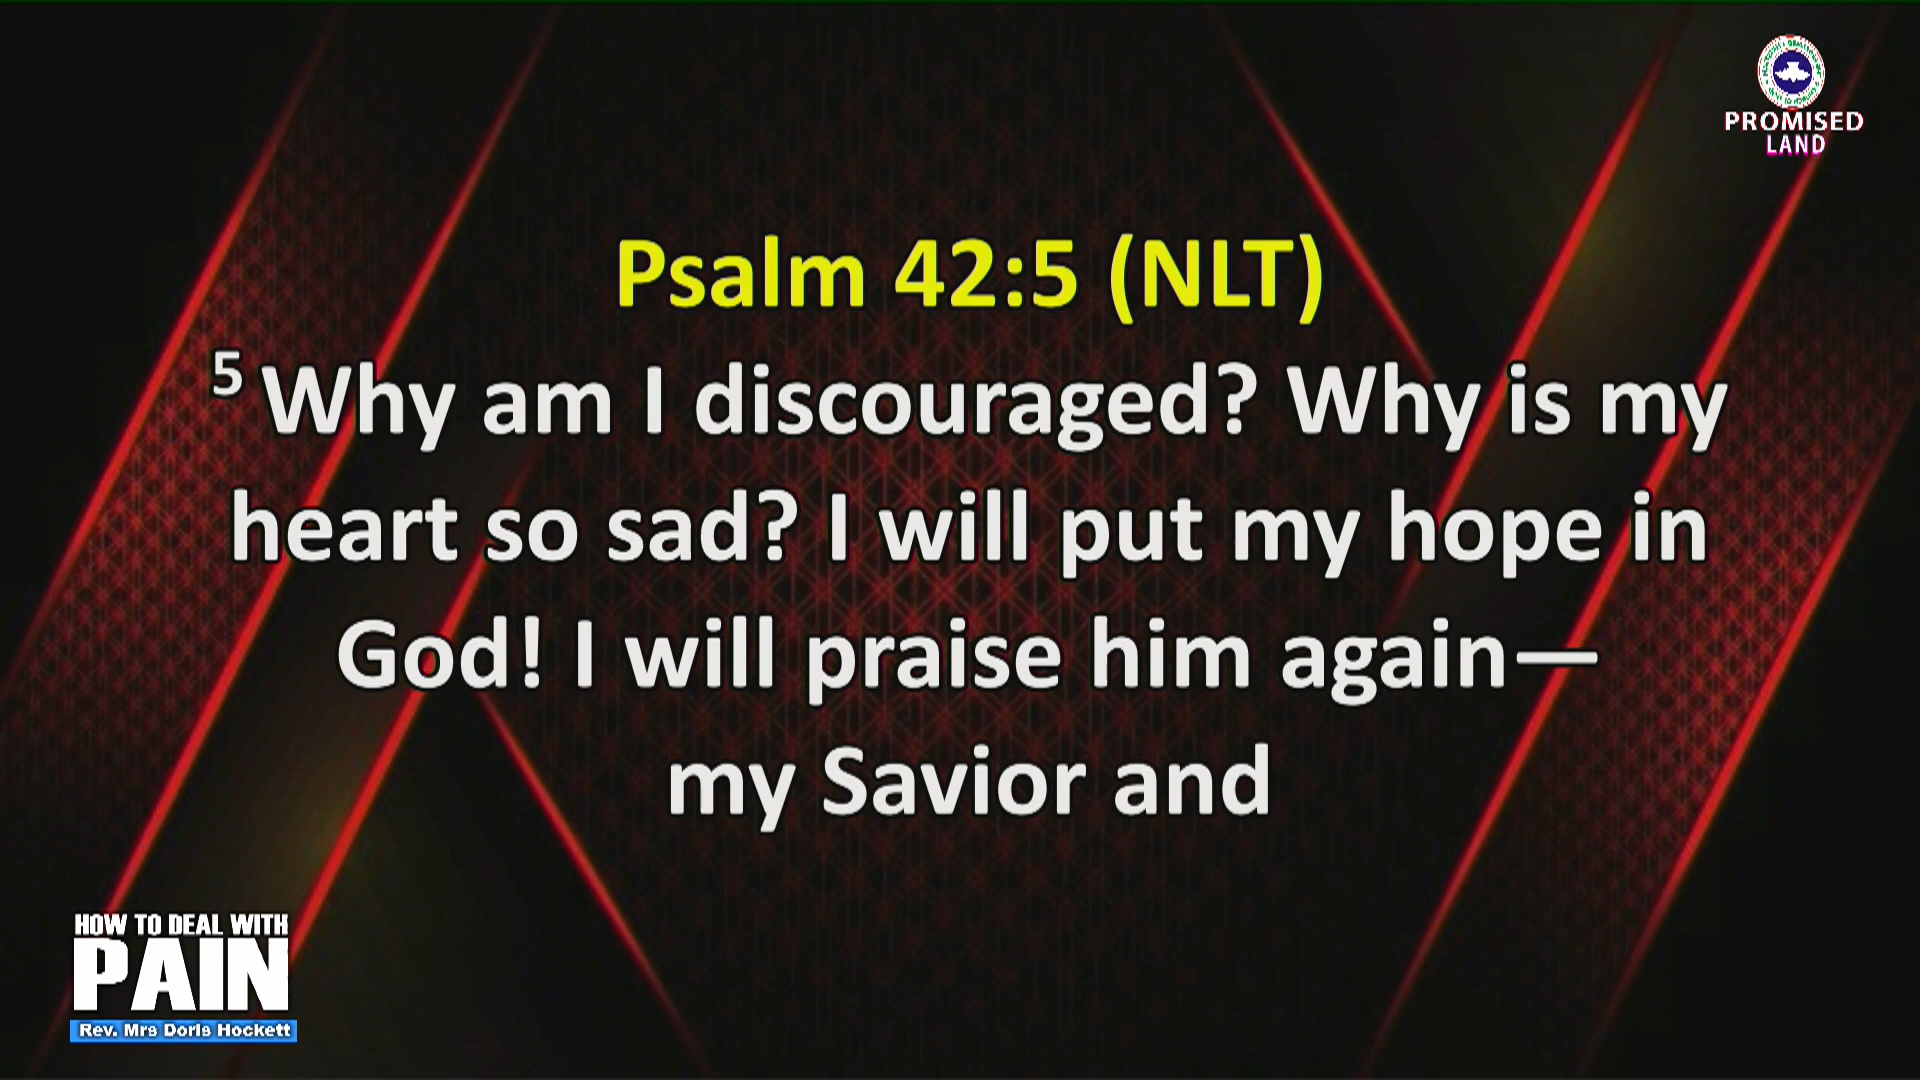 PROMISED
LAND
Psalm 42:5 (NLT)
5 Why am I discouraged? Why is my
heart so sad? I will put my hope in
God! I will praise him again—
my Savior and
HOW TO DEAL WITH
PAIN
Rev. Mrs Doris Hockett